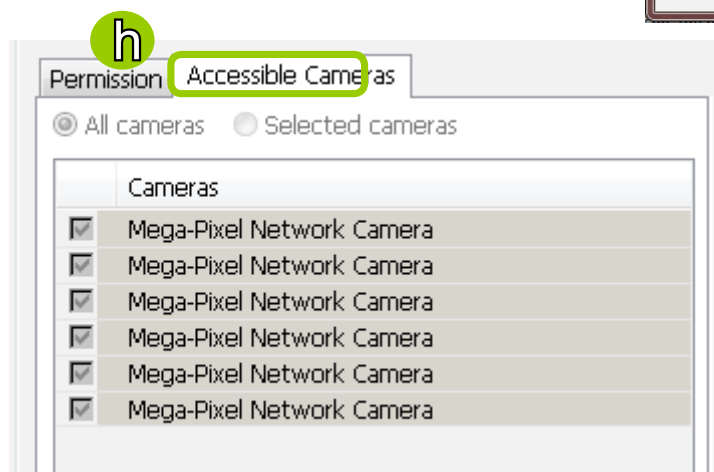 h
Permission Accessible Cameras
All cameras Selected cameras
Cameras
Mega-Pixel Network Camera
Mega-Pixel Network Camera
Mega-Pixel Network Camera
Mega-Pixel Network Camera
Mega-Pixel Network Camera
Mega-Pixel Network Camera